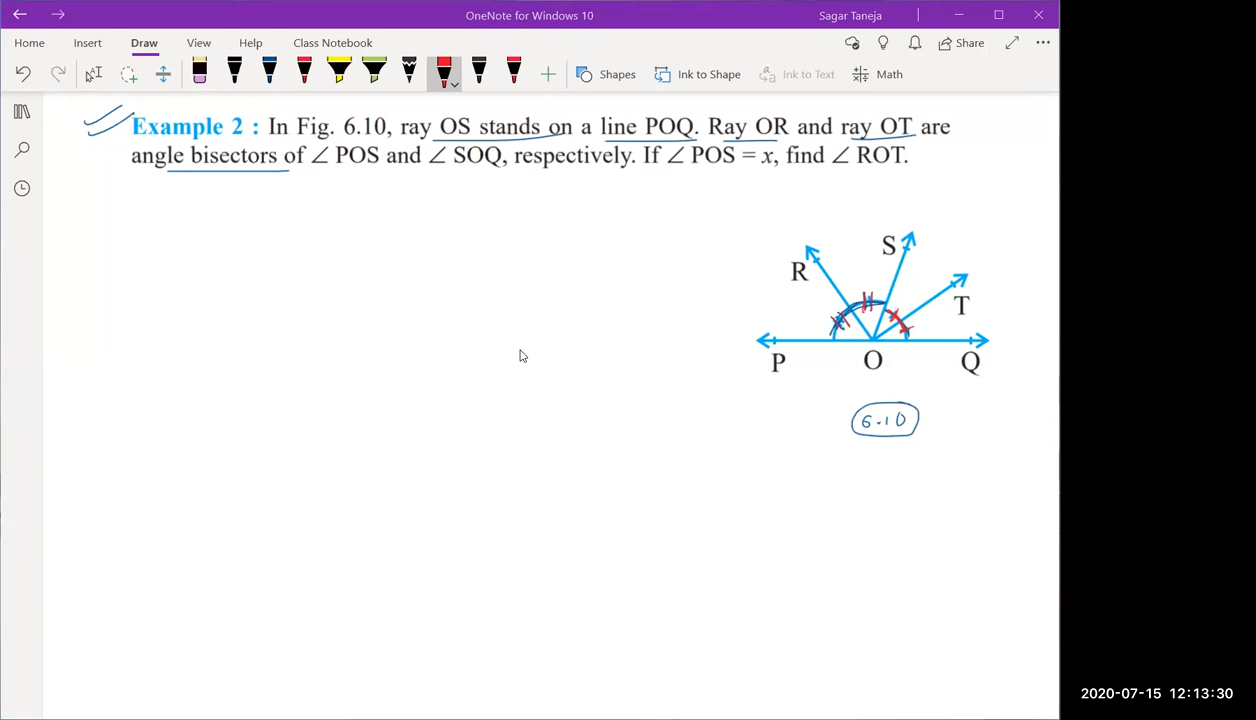 OneNote for Windows 10
Sagar Taneja
Home Insert Draw View Help Class Notebook
Share
Shapes Ink to Shape Ink to Text Math
Example 2 : In Fig. 6.10, ray OS stands on a line POQ. Ray OR and ray OT are
angle bisectors of ∠ POS and ∠ SOQ, respectively. If ∠ POS = x, find ∠ ROT.
S
R
T
P O Q
6.10
2020-07-15 12:13:30